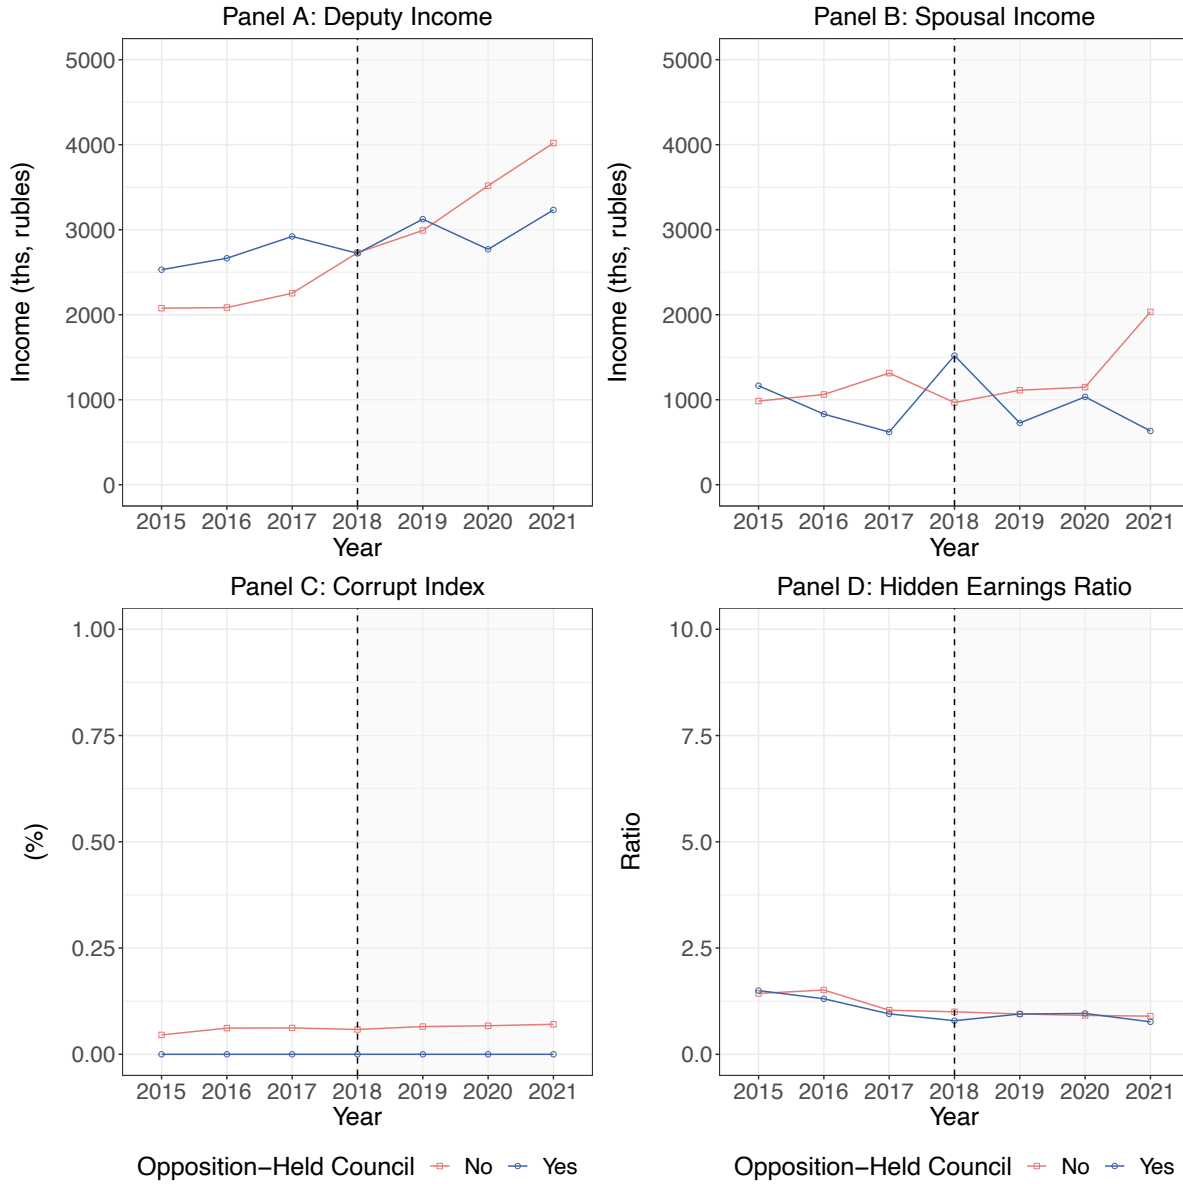 Panel A: Deputy Income
5000
4000
3000
2000
1000
0
Income (ths, rubles)
2015 2016 2017 2018 2019 2020 2021
Year
Panel B: Spousal Income
5000
4000
3000
2000
1000
0
Income (ths, rubles)
2015 2016 2017 2018 2019 2020 2021
Year
Panel C: Corrupt Index
1.00
0.75
0.50
0.25
0.00
(%)
2015 2016 2017 2018 2019 2020 2021
Year
Panel D: Hidden Earnings Ratio
10.0
7.5
5.0
2.5
0.0
Ratio
2015 2016 2017 2018 2019 2020 2021
Year
Opposition−Held Council No Yes
Opposition−Held Council No Yes